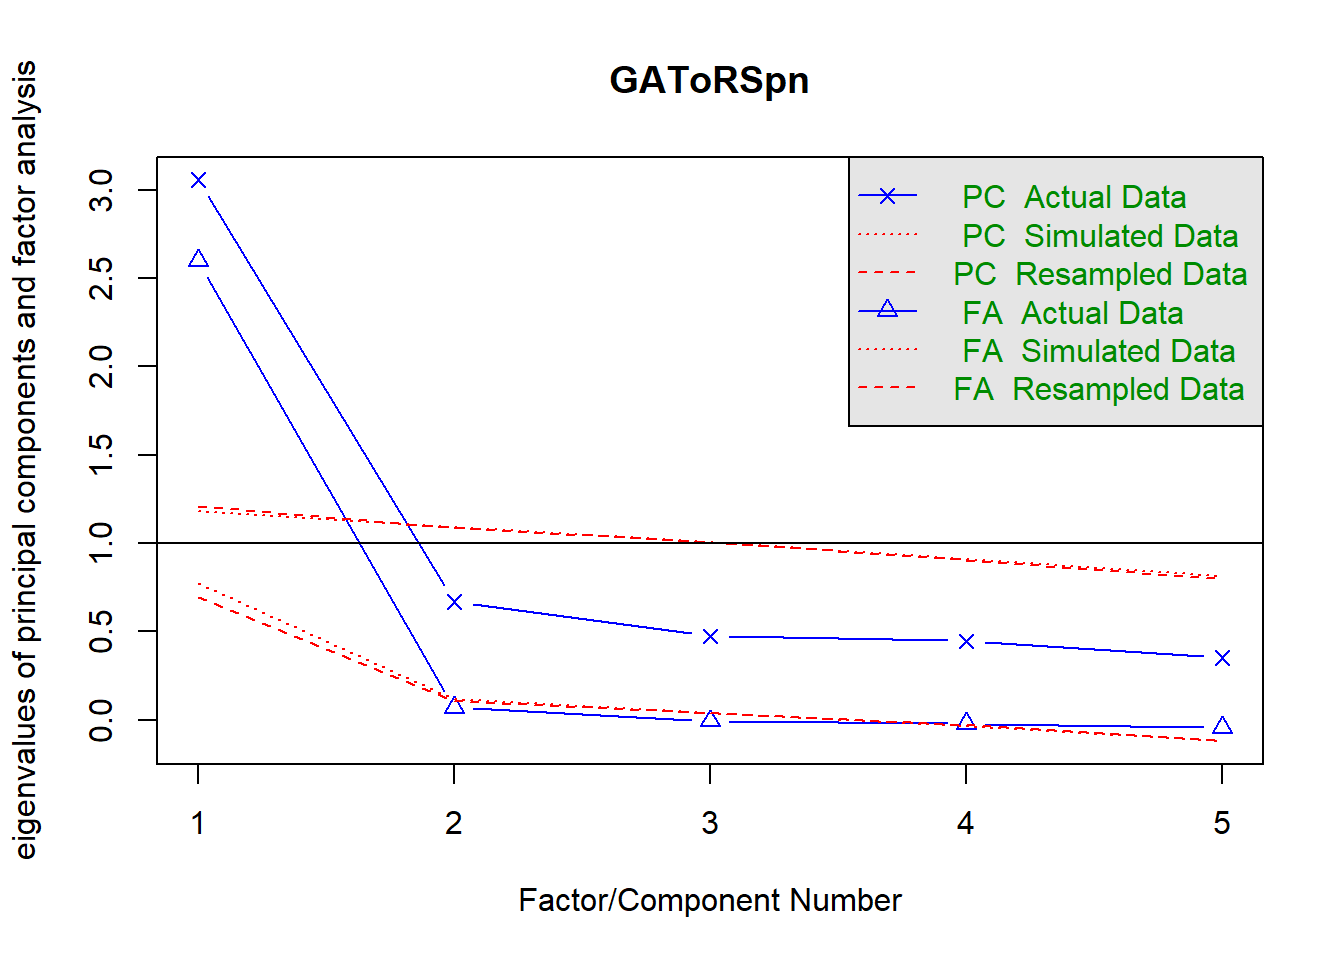 GAToRSpn
eigenvalues of principal components and factor analysis
3.0
2.5
2.0
1.5
1.0
0.5
0.0
PC Actual Data
PC Simulated Data
PC Resampled Data
FA Actual Data
FA Simulated Data
FA Resampled Data
1 2 3 4 5
Factor/Component Number